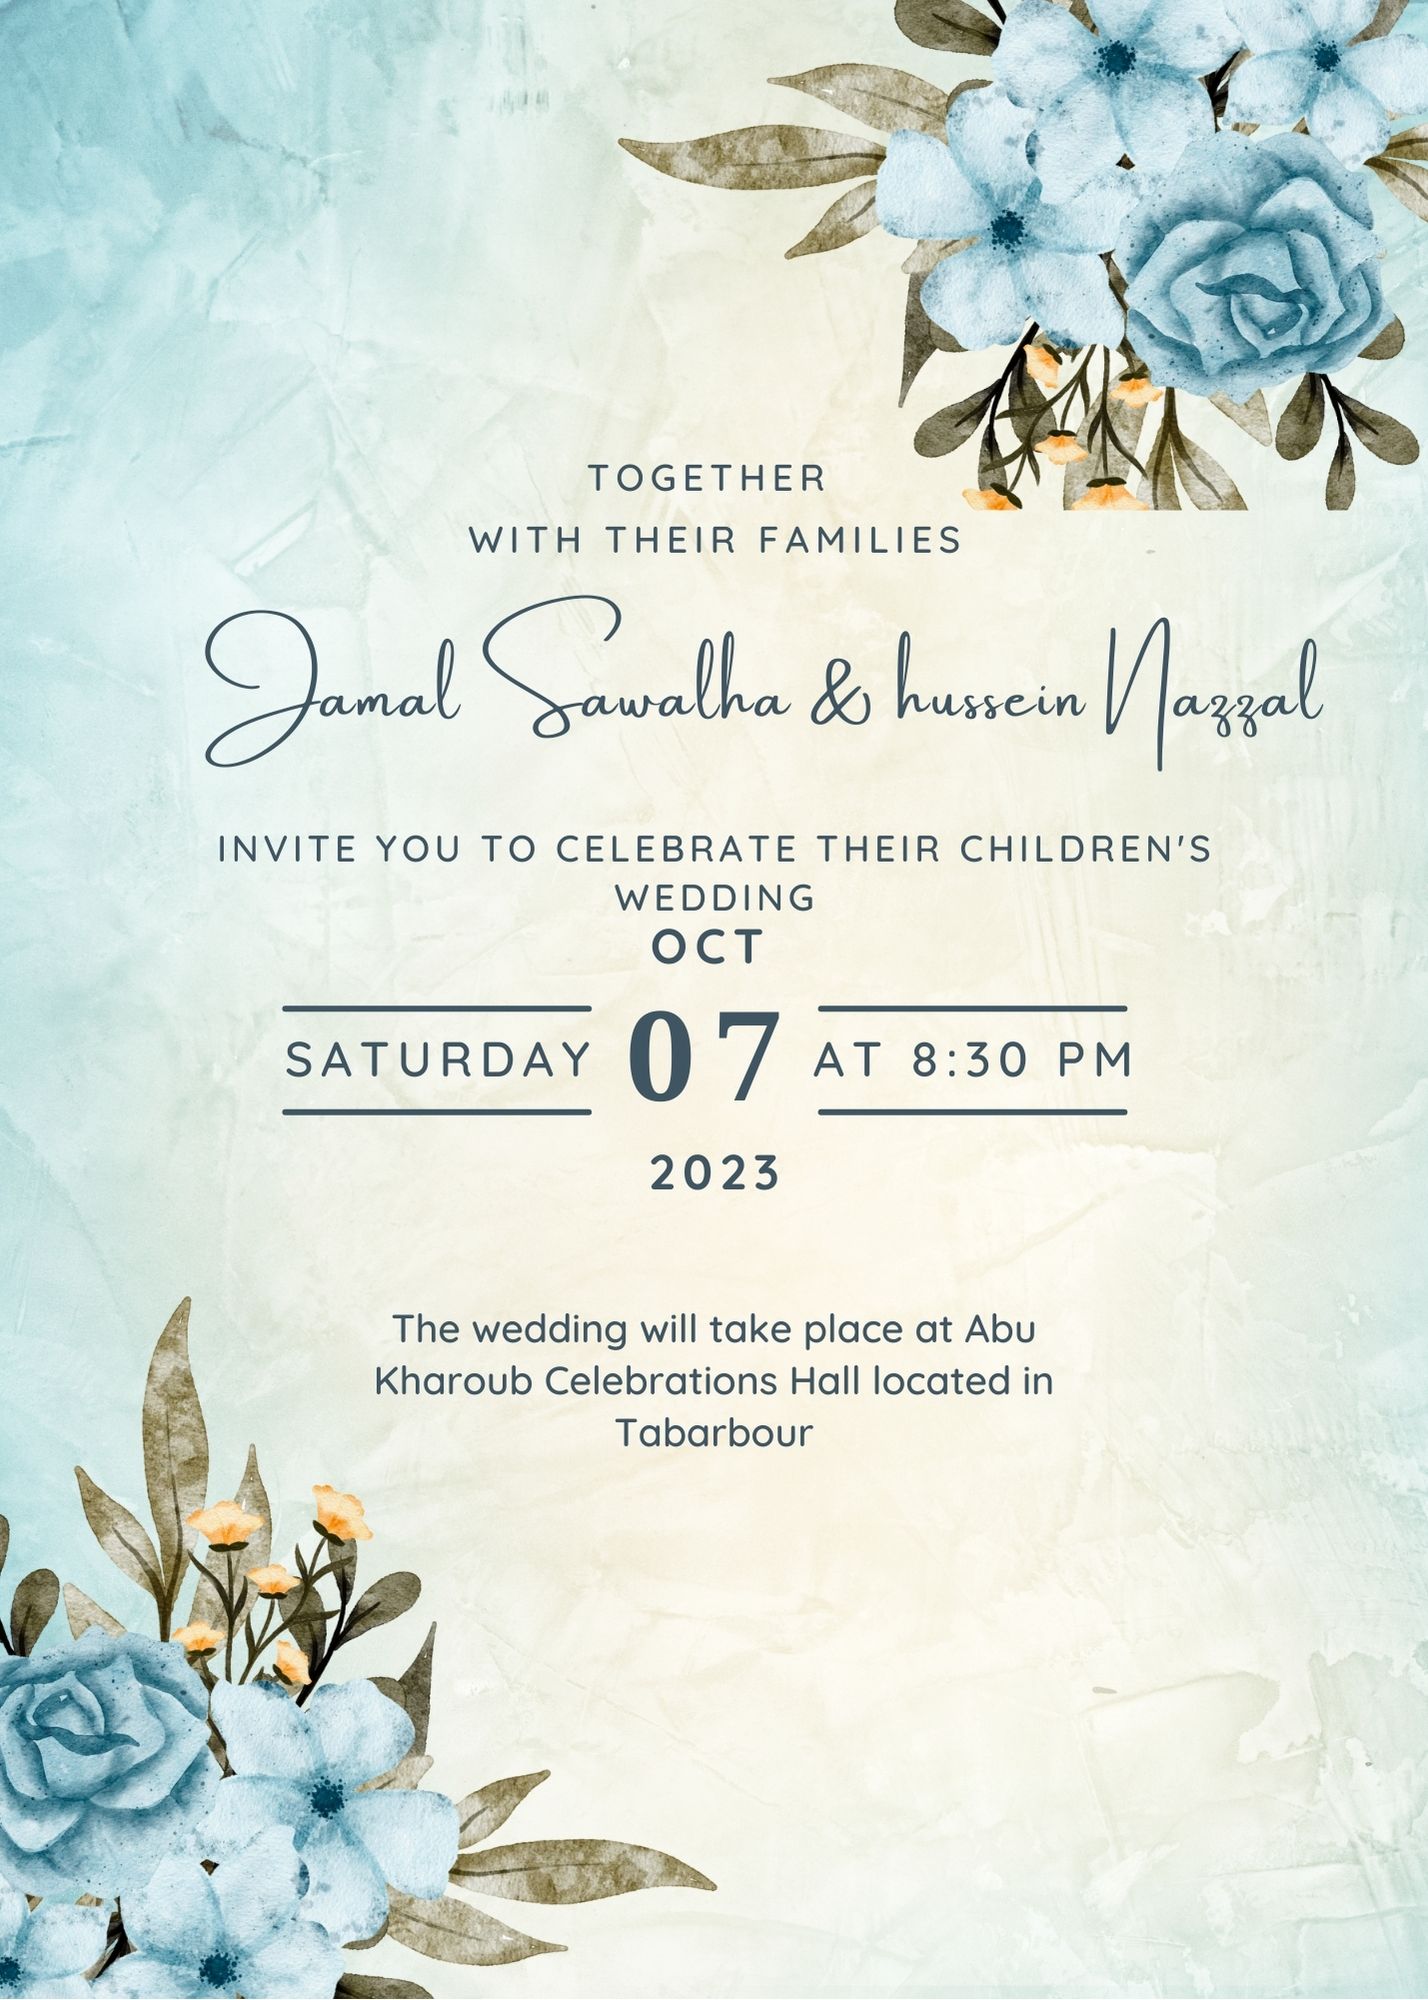 TOGETHER
WITH THEIR FAMILIES
Jamal Sawalha & hussein Nazzal
INVITE YOU TO CELEBRATE THEIR CHILDREN'S
WEDDING
OCT
SATURDAY 07 AT 8:30 PM
2023
The wedding will take place at Abu
Kharoub Celebrations Hall located in
Tabarbour